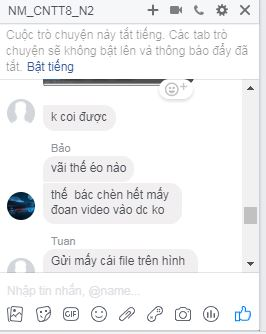 NM_CNTT8_N2
Cuộc trò chuyện này tắt tiếng. Các tab trò
chuyện sẽ không bật lên và thông báo đẩy đã
tắt. Bật tiếng
k coi được
Bảo
vãi thế éo nào
thế bác chèn hết mấy
đoan video vào dc ko
Tuan
Gửi mấy cái file trên hình
Nhập tin nhắn, @name...
GIF